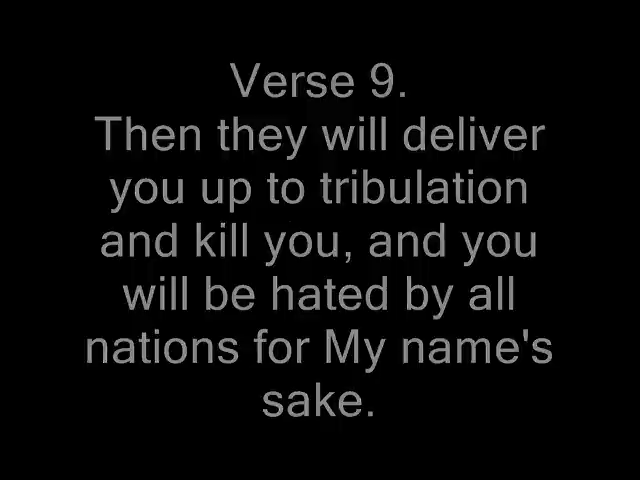 Verse 9.
Then they will deliver
you up to tribulation
and kill you, and you
will be hated by all
nations for My name's
sake.